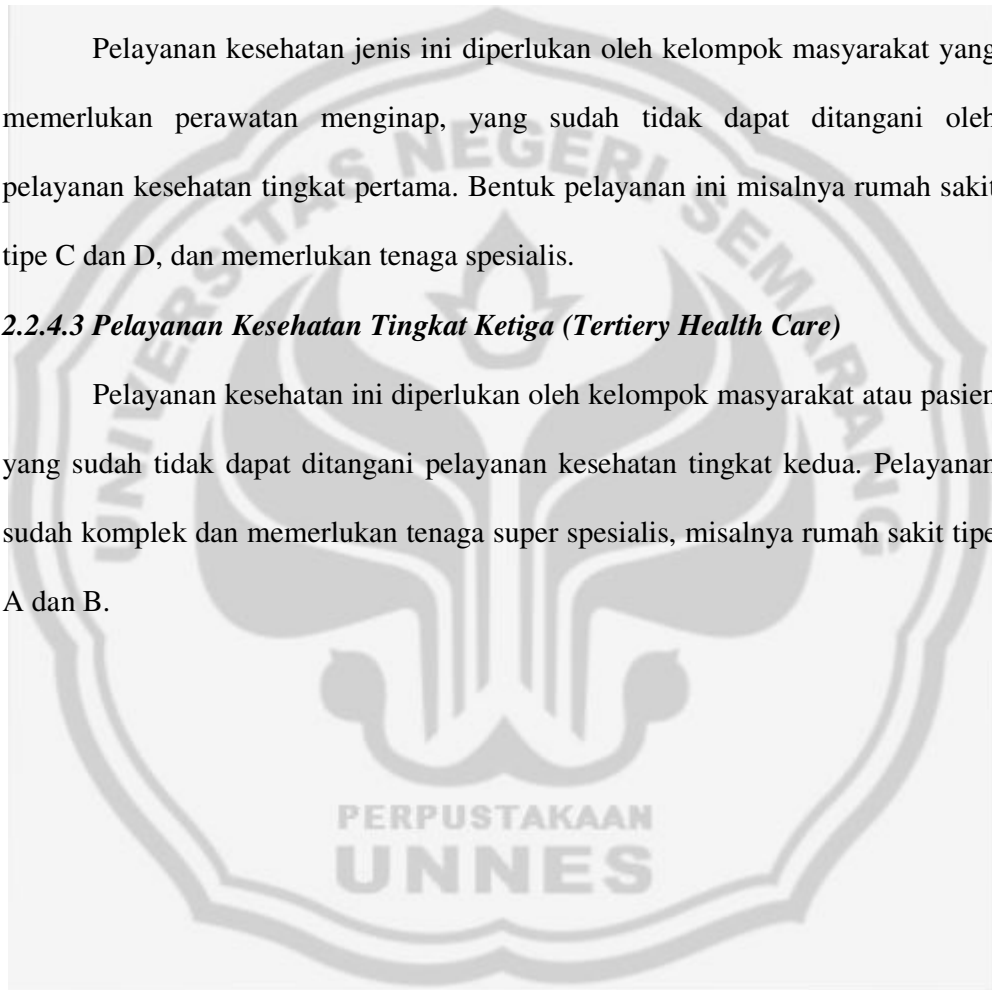 Pelayanan kesehatan jenis ini diperlukan oleh kelompok masyarakat yang
memerlukan perawatan menginap, yang sudah tidak dapat ditangani oleh
pelayanan kesehatan tingkat pertama. Bentuk pelayanan ini misalnya rumah sakit
tipe C dan D, dan memerlukan tenaga spesialis.
2.2.4.3 Pelayanan Kesehatan Tingkat Ketiga (Tertiery Health Care)
Pelayanan kesehatan ini diperlukan oleh kelompok masyarakat atau pasien
yang sudah tidak dapat ditangani pelayanan kesehatan tingkat kedua. Pelayanan
sudah komplek dan memerlukan tenaga super spesialis, misalnya rumah sakit tipe
A dan B.
UNIVERSITAS NEGERI SEMARANG
PERPUSTAKAAN
UNNES